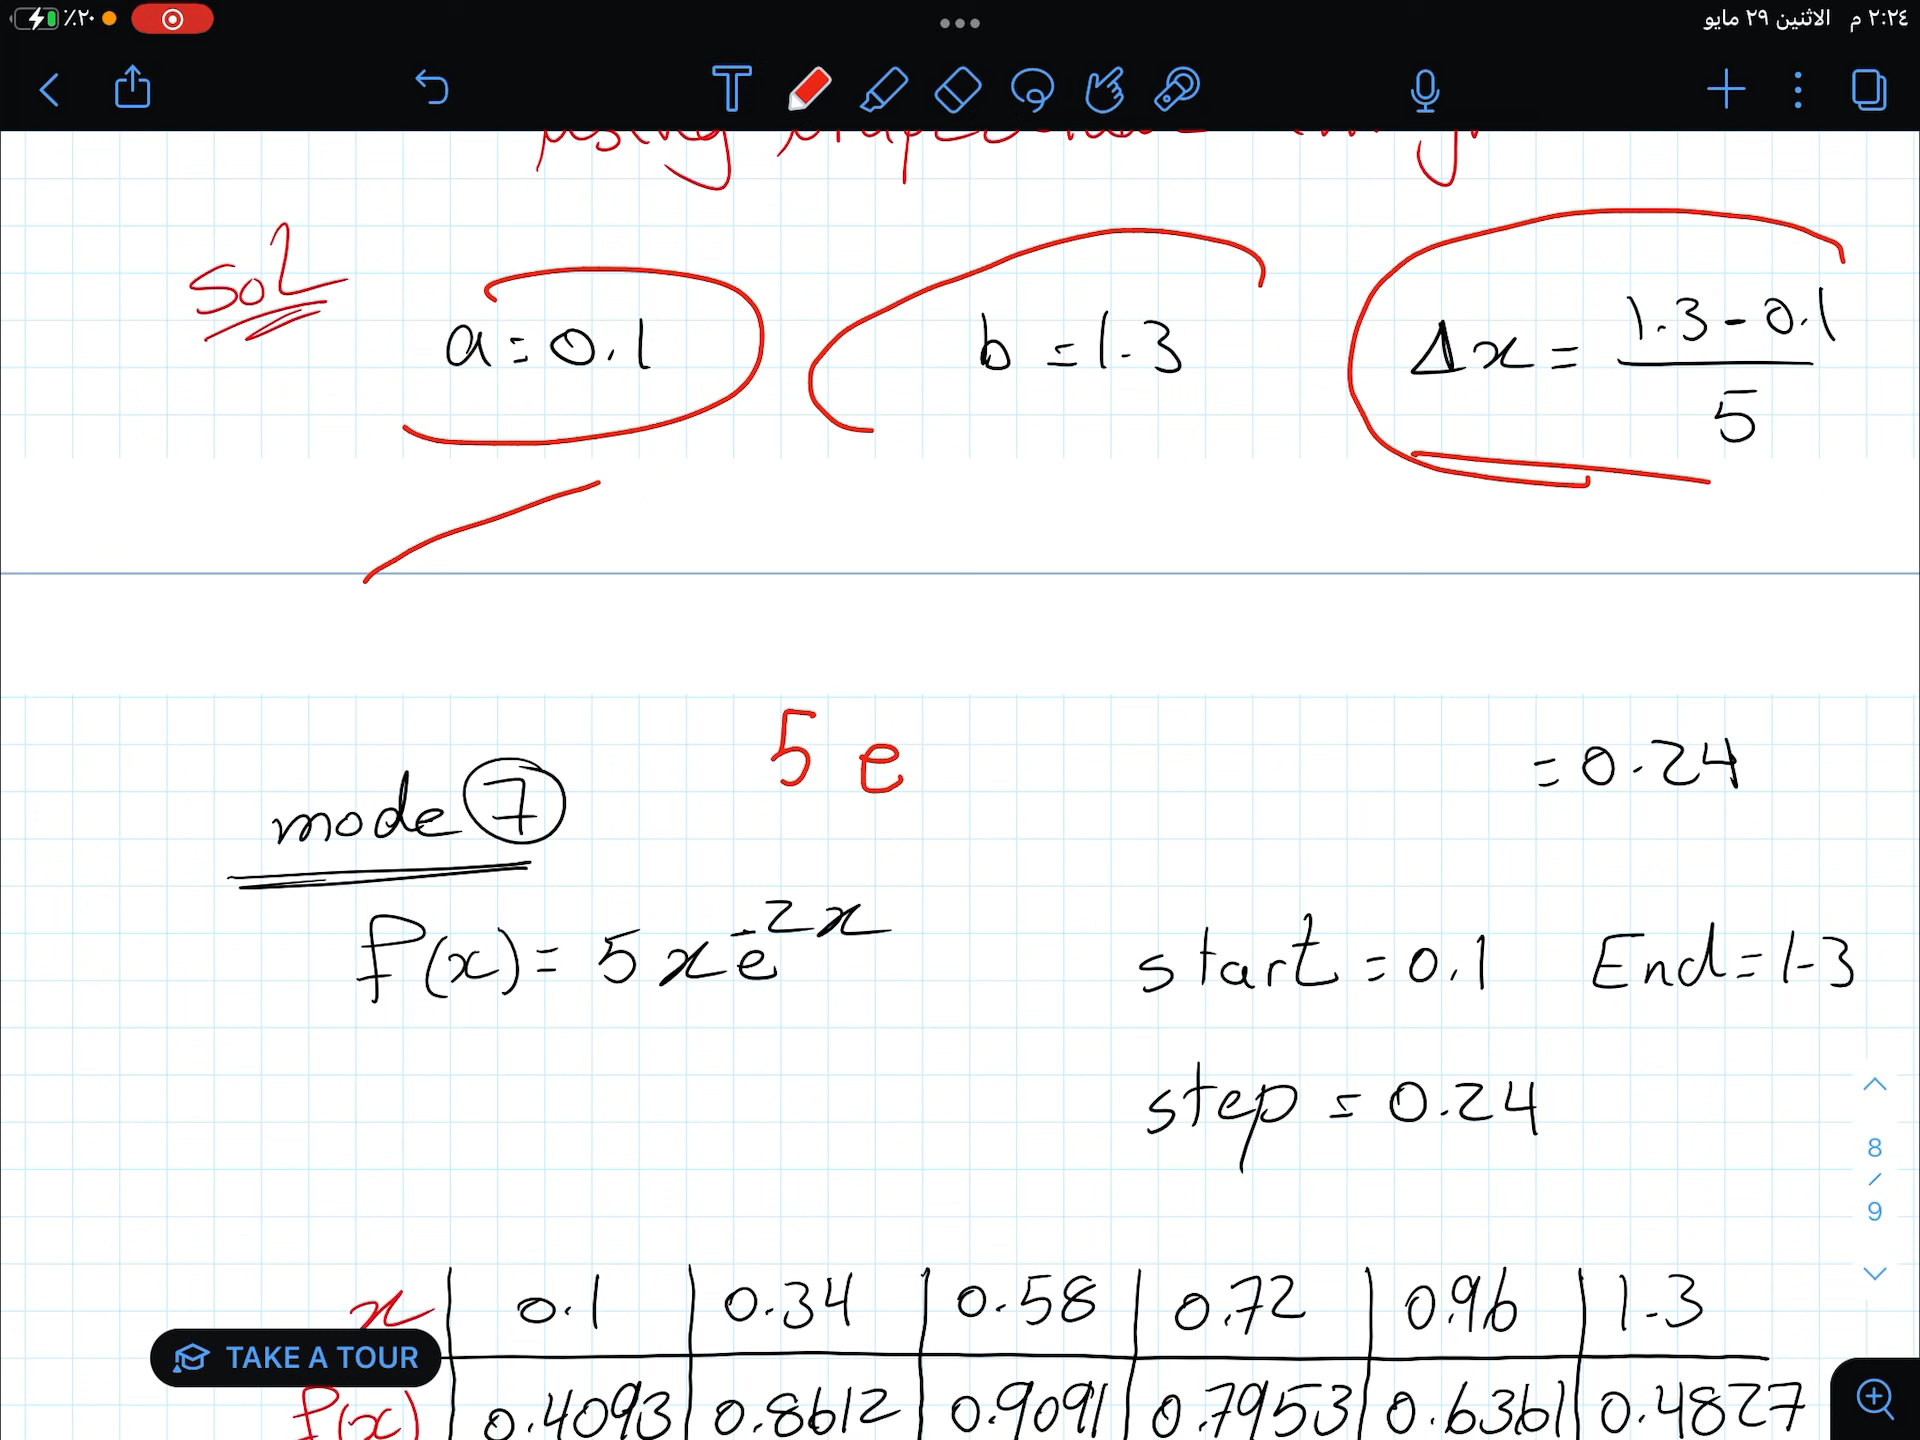 ٪٢٠ ٢:٢٤ م الاثنين ٢٩ مايو
using
sol
a = 0.1 b = 1.3 Δx = 1.3 - 0.1 / 5
5 e = 0.24
mode 7
f(x) = 5xe^-2x start = 0.1 End = 1.3
step = 0.24
8
/
9
x | 0.1 | 0.34 | 0.58 | 0.72 | 0.96 | 1.3
TAKE A TOUR
f(x) | 0.4093 | 0.8612 | 0.9091 | 0.7953 | 0.6361 | 0.4827